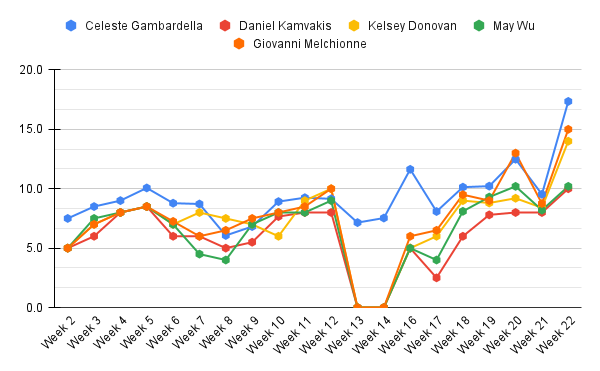 Celeste Gambardella Daniel Kamvakis Kelsey Donovan May Wu
Giovanni Melchionne
20.0
15.0
10.0
5.0
0.0
Week 2 Week 3 Week 4 Week 5 Week 6 Week 7 Week 8 Week 9 Week 10 Week 11 Week 12 Week 13 Week 14 Week 16 Week 17 Week 18 Week 19 Week 20 Week 21 Week 22